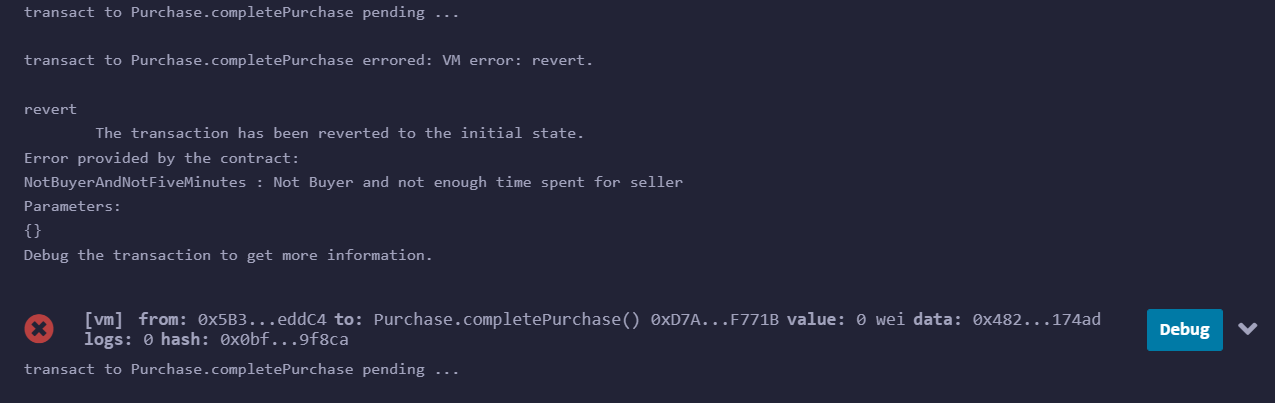 transact to Purchase.completePurchase pending ...
transact to Purchase.completePurchase errored: VM error: revert.
revert
The transaction has been reverted to the initial state.
Error provided by the contract:
NotBuyerAndNotFiveMinutes : Not Buyer and not enough time spent for seller
Parameters:
{}
Debug the transaction to get more information.
[vm] from: 0x5B3...eddC4 to: Purchase.completePurchase() 0xD7A...F771B value: 0 wei data: 0x482...174ad
logs: 0 hash: 0x0bf...9f8ca
Debug
transact to Purchase.completePurchase pending ...